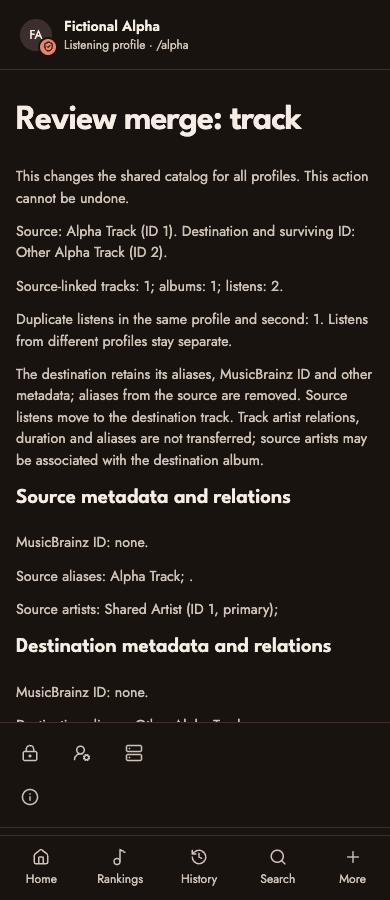 FA
Fictional Alpha
Listening profile · /alpha
Review merge: track
This changes the shared catalog for all profiles. This action
cannot be undone.
Source: Alpha Track (ID 1). Destination and surviving ID:
Other Alpha Track (ID 2).
Source-linked tracks: 1; albums: 1; listens: 2.
Duplicate listens in the same profile and second: 1. Listens
from different profiles stay separate.
The destination retains its aliases, MusicBrainz ID and other
metadata; aliases from the source are removed. Source
listens move to the destination track. Track artist relations,
duration and aliases are not transferred; source artists may
be associated with the destination album.
Source metadata and relations
MusicBrainz ID: none.
Source aliases: Alpha Track; .
Source artists: Shared Artist (ID 1, primary);
Destination metadata and relations
MusicBrainz ID: none.
Home
Rankings
History
Search
More